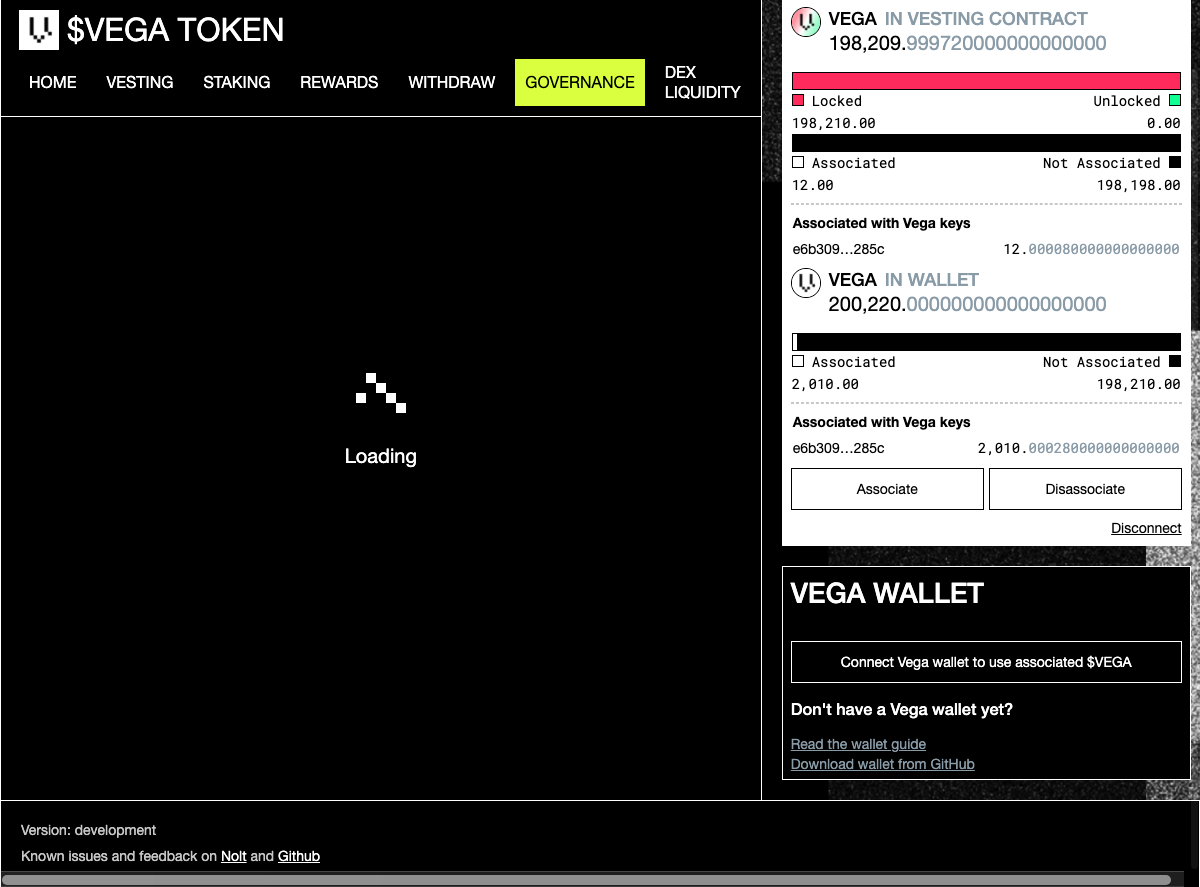 $VEGA TOKEN
HOME VESTING STAKING REWARDS WITHDRAW GOVERNANCE DEX LIQUIDITY
Loading
VEGA IN VESTING CONTRACT
198,209.999720000000000000
Locked Unlocked
198,210.00 0.00
Associated Not Associated
12.00 198,198.00
Associated with Vega keys
e6b309…285c 12.000080000000000000
VEGA IN WALLET
200,220.000000000000000000
Associated Not Associated
2,010.00 198,210.00
Associated with Vega keys
e6b309…285c 2,010.000280000000000000
Associate Disassociate
Disconnect
VEGA WALLET
Connect Vega wallet to use associated $VEGA
Don't have a Vega wallet yet?
Read the wallet guide
Download wallet from GitHub
Version: development
Known issues and feedback on Nolt and Github